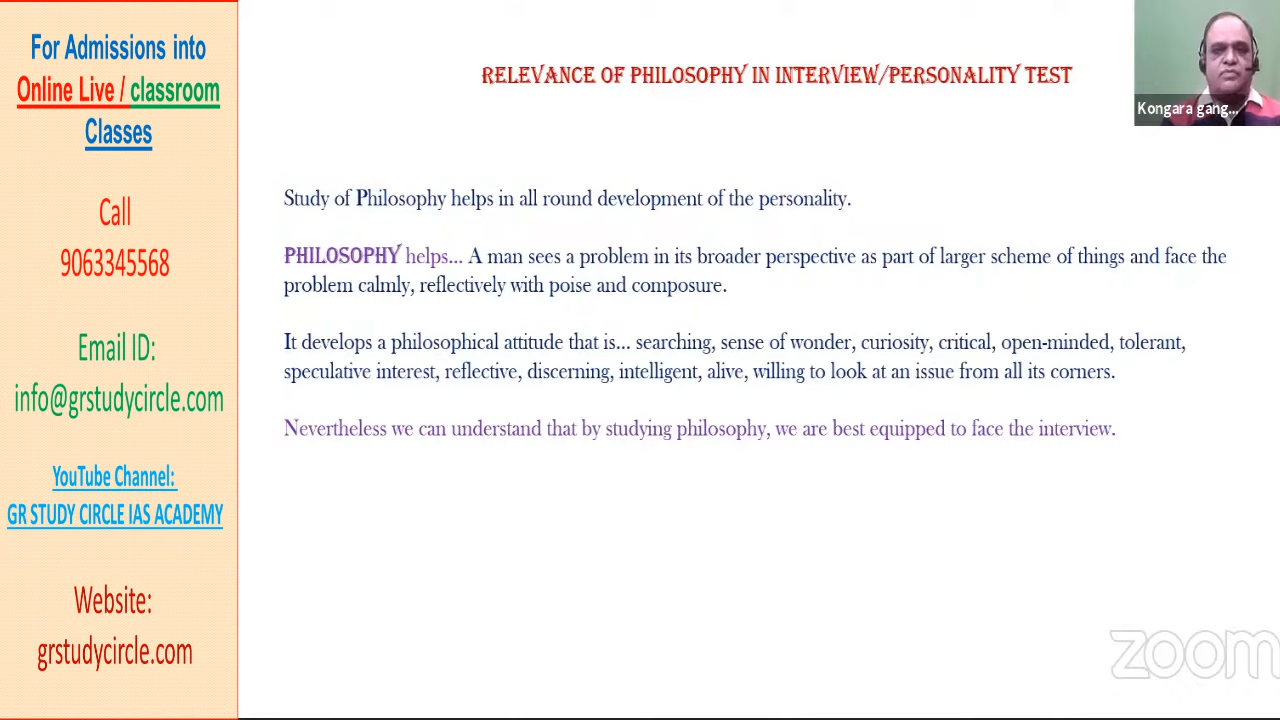 For Admissions into
Online Live / classroom
Classes
Call
9063345568
Email ID:
info@grstudycircle.com
YouTube Channel:
GR STUDY CIRCLE IAS ACADEMY
Website:
grstudycircle.com
RELEVANCE OF PHILOSOPHY IN INTERVIEW/PERSONALITY TEST
Study of Philosophy helps in all round development of the personality.
PHILOSOPHY helps... A man sees a problem in its broader perspective as part of larger scheme of things and face the
problem calmly, reflectively with poise and composure.
It develops a philosophical attitude that is... searching, sense of wonder, curiosity, critical, open-minded, tolerant,
speculative interest, reflective, discerning, intelligent, alive, willing to look at an issue from all its corners.
Nevertheless we can understand that by studying philosophy, we are best equipped to face the interview.
Kongara gang...
zoom